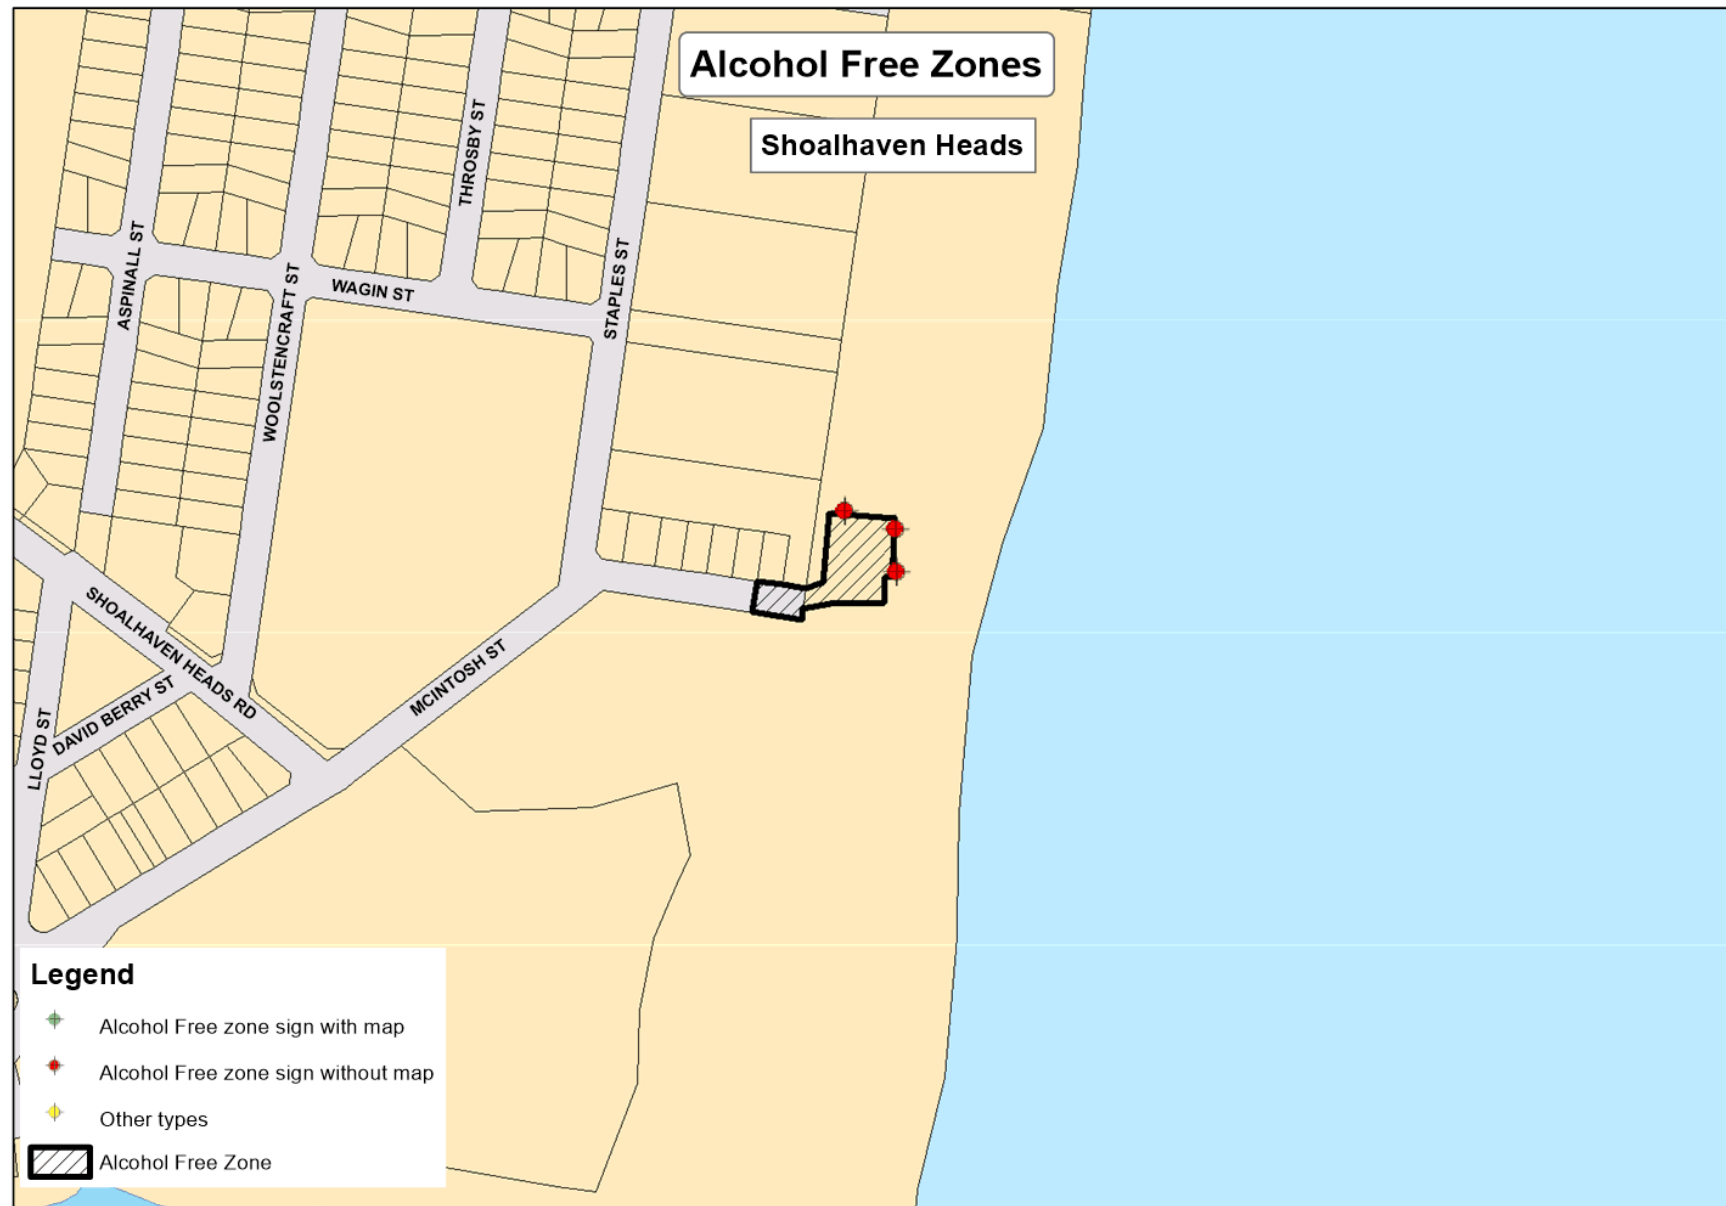 Alcohol Free Zones
Shoalhaven Heads
THROSBY ST
ASPINALL ST
WOOLSTENCRAFT ST
WAGIN ST
STAPLES ST
SHOALHAVEN HEADS RD
DAVID BERRY ST
LLOYD ST
MCINTOSH ST
Legend
Alcohol Free zone sign with map
Alcohol Free zone sign without map
Other types
Alcohol Free Zone